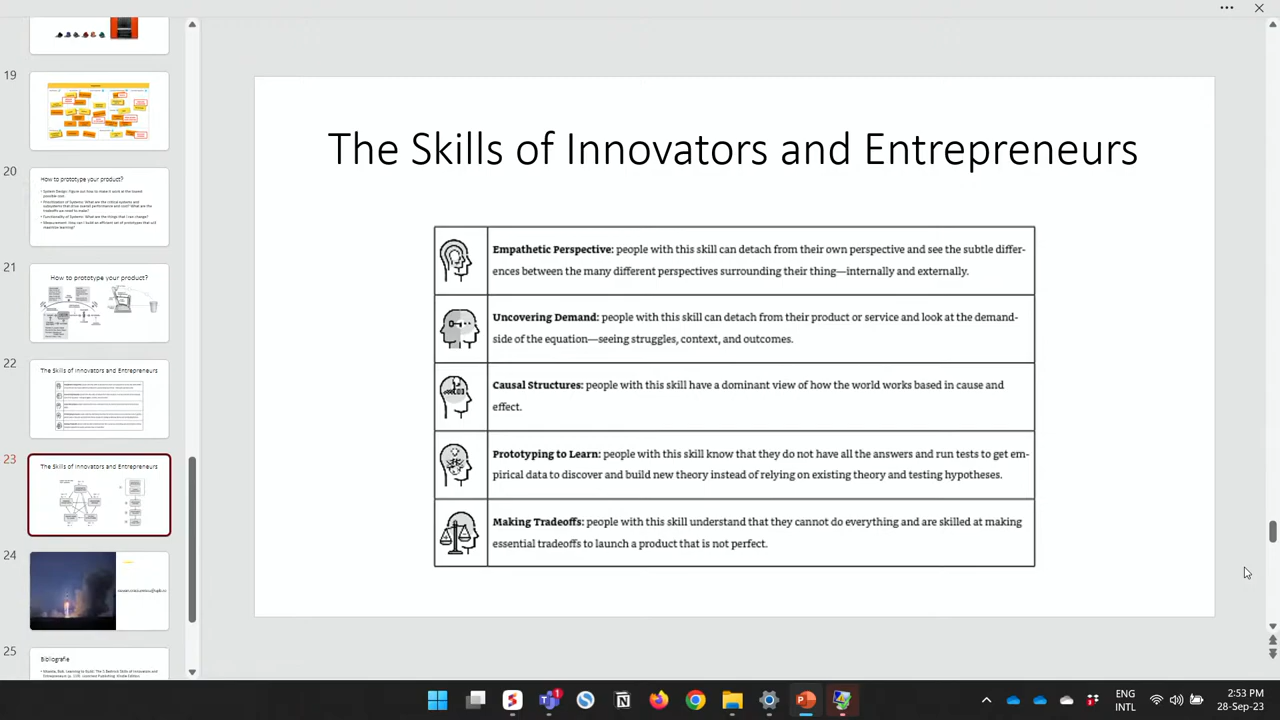 19
20
How to prototype your product?
21
How to prototype your product?
22
The Skills of Innovators and Entrepreneurs
23
The Skills of Innovators and Entrepreneurs
24
25
Bibliografie
The Skills of Innovators and Entrepreneurs
Empathetic Perspective: people with this skill can detach from their own perspective and see the subtle differ-
ences between the many different perspectives surrounding their thing—internally and externally.
Uncovering Demand: people with this skill can detach from their product or service and look at the demand-
side of the equation—seeing struggles, context, and outcomes.
Causal Structures: people with this skill have a dominant view of how the world works based in cause and
effect.
Prototyping to Learn: people with this skill know that they do not have all the answers and run tests to get em-
pirical data to discover and build new theory instead of relying on existing theory and testing hypotheses.
Making Tradeoffs: people with this skill understand that they cannot do everything and are skilled at making
essential tradeoffs to launch a product that is not perfect.
ENG
INTL
2:53 PM
28-Sep-23